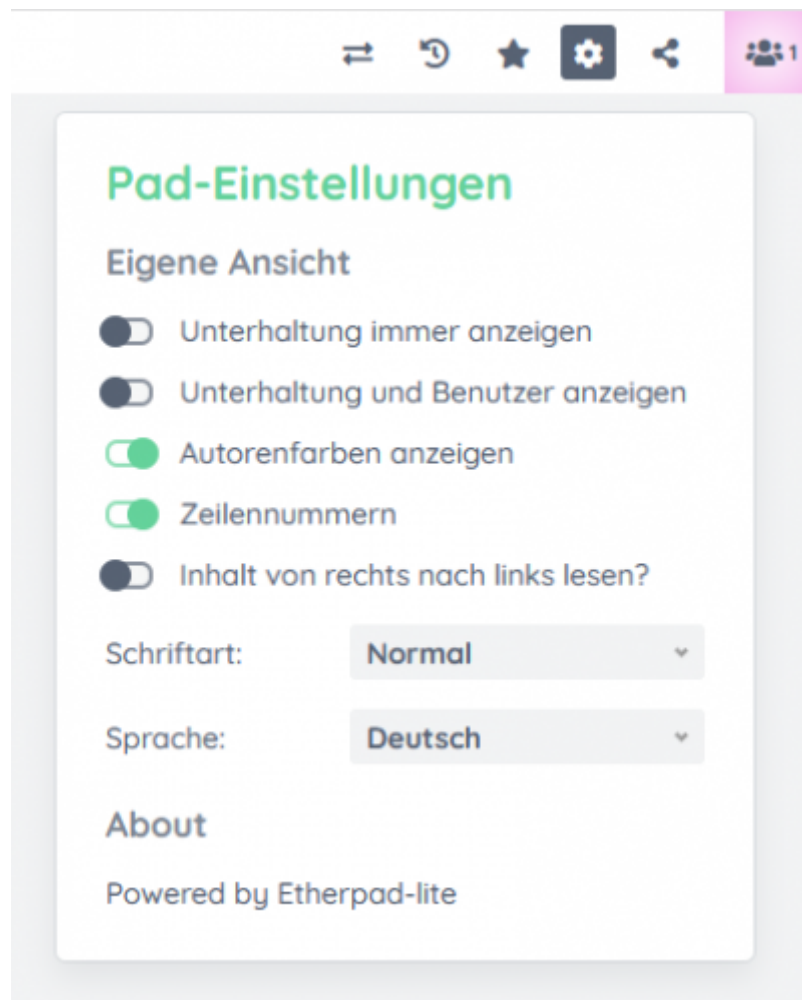 1
Pad-Einstellungen
Eigene Ansicht
Unterhaltung immer anzeigen
Unterhaltung und Benutzer anzeigen
Autorenfarben anzeigen
Zeilennummern
Inhalt von rechts nach links lesen?
Schriftart: Normal
Sprache: Deutsch
About
Powered by Etherpad-lite